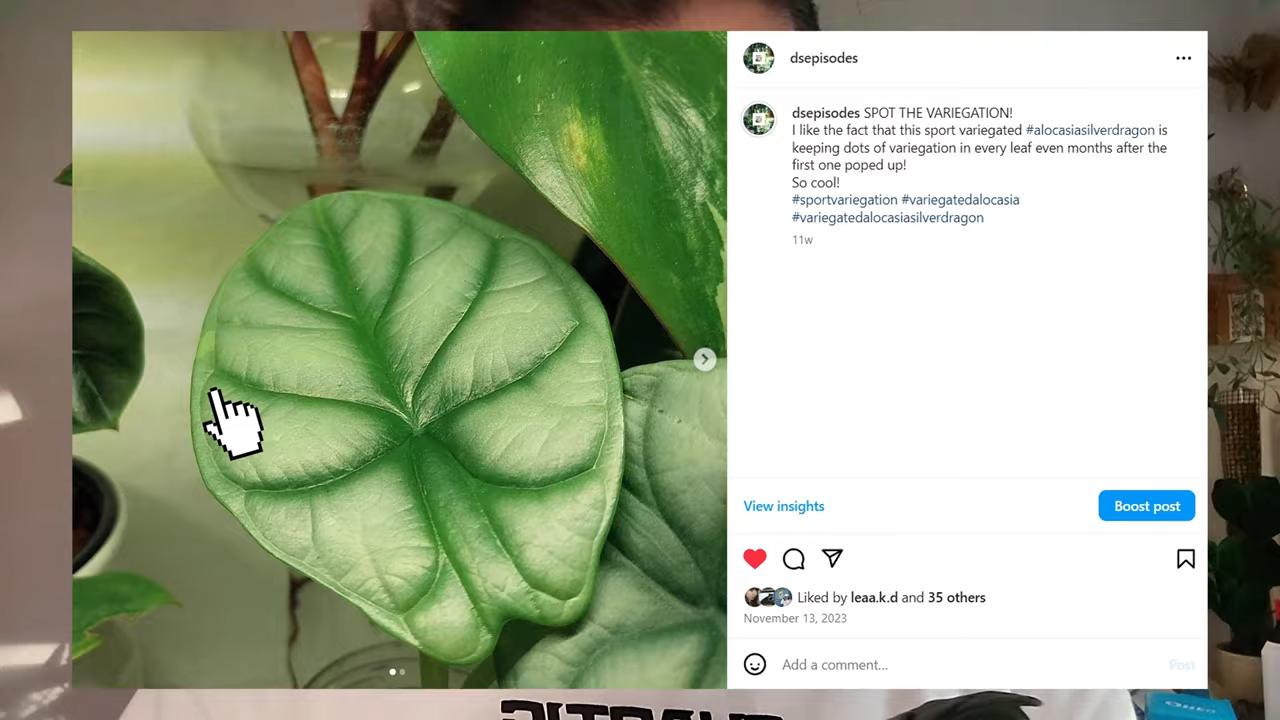 dsepisodes
dsepisodes SPOT THE VARIEGATION!
I like the fact that this sport variegated #alocasiasilverdragon is
keeping dots of variegation in every leaf even months after the
first one poped up!
So cool!
#sportvariegation #variegatedalocasia
#variegatedalocasiasilverdragon
11w
View insights
Boost post
Liked by leaa.k.d and 35 others
November 13, 2023
Add a comment...
Post